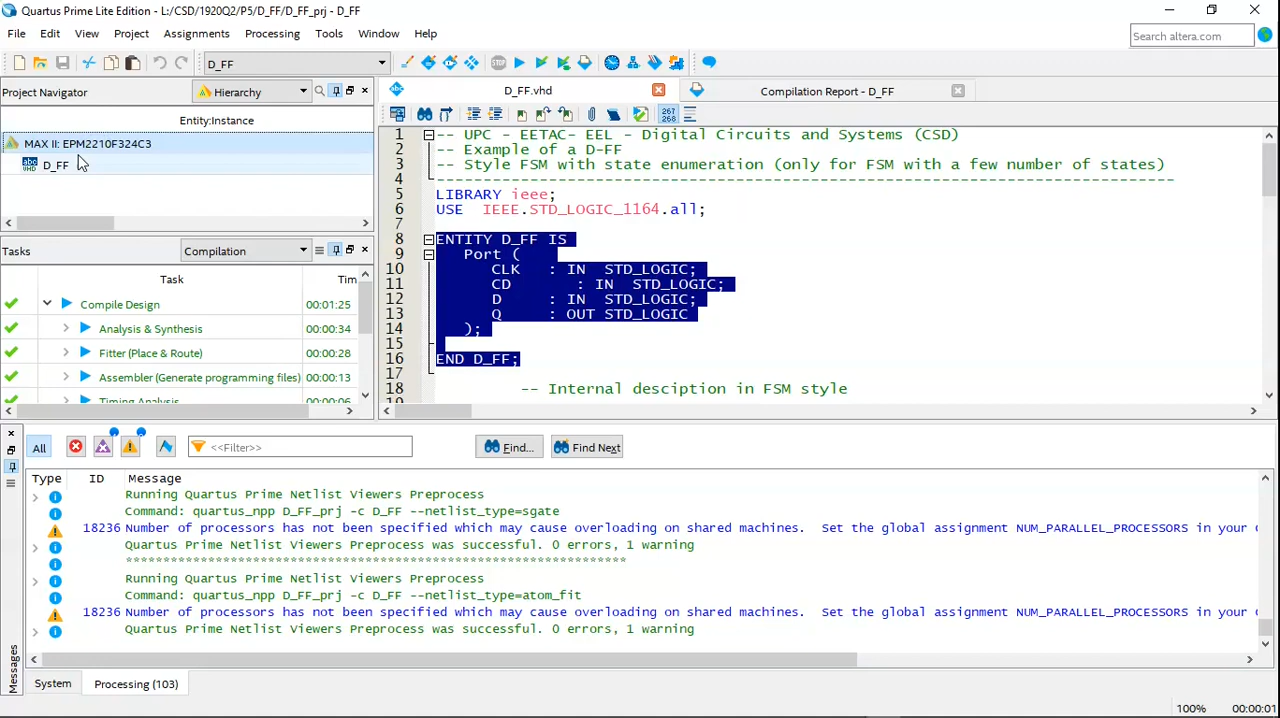 Quartus Prime Lite Edition - L:/CSD/1920Q2/P5/D_FF/D_FF_prj - D_FF
File Edit View Project Assignments Processing Tools Window Help
Search altera.com
D_FF
Project Navigator
Hierarchy
Entity:Instance
MAX II: EPM2210F324C3
D_FF
D_FF.vhd
Compilation Report - D_FF
1 -- UPC - EETAC- EEL - Digital Circuits and Systems (CSD)
2 -- Example of a D-FF
3 -- Style FSM with state enumeration (only for FSM with a few number of states)
4 --------------------------------------------------------------------------------
5 LIBRARY ieee;
6 USE IEEE.STD_LOGIC_1164.all;
7
8 ENTITY D_FF IS
9 Port (
10 CLK : IN STD_LOGIC;
11 CD : IN STD_LOGIC;
12 D : IN STD_LOGIC;
13 Q : OUT STD_LOGIC
14 );
15
16 END D_FF;
17
18 -- Internal desciption in FSM style
Tasks
Compilation
Task Tim
Compile Design 00:01:25
Analysis & Synthesis 00:00:34
Fitter (Place & Route) 00:00:28
Assembler (Generate programming files) 00:00:13
Timing Analysis 00:00:06
All
<<Filter>>
Find...
Find Next
Type ID Message
Running Quartus Prime Netlist Viewers Preprocess
Command: quartus_npp D_FF_prj -c D_FF --netlist_type=sgate
18236 Number of processors has not been specified which may cause overloading on shared machines. Set the global assignment NUM_PARALLEL_PROCESSORS in your
Quartus Prime Netlist Viewers Preprocess was successful. 0 errors, 1 warning
*******************************************************************
Running Quartus Prime Netlist Viewers Preprocess
Command: quartus_npp D_FF_prj -c D_FF --netlist_type=atom_fit
18236 Number of processors has not been specified which may cause overloading on shared machines. Set the global assignment NUM_PARALLEL_PROCESSORS in your
Quartus Prime Netlist Viewers Preprocess was successful. 0 errors, 1 warning
Messages
System
Processing (103)
100% 00:00:01